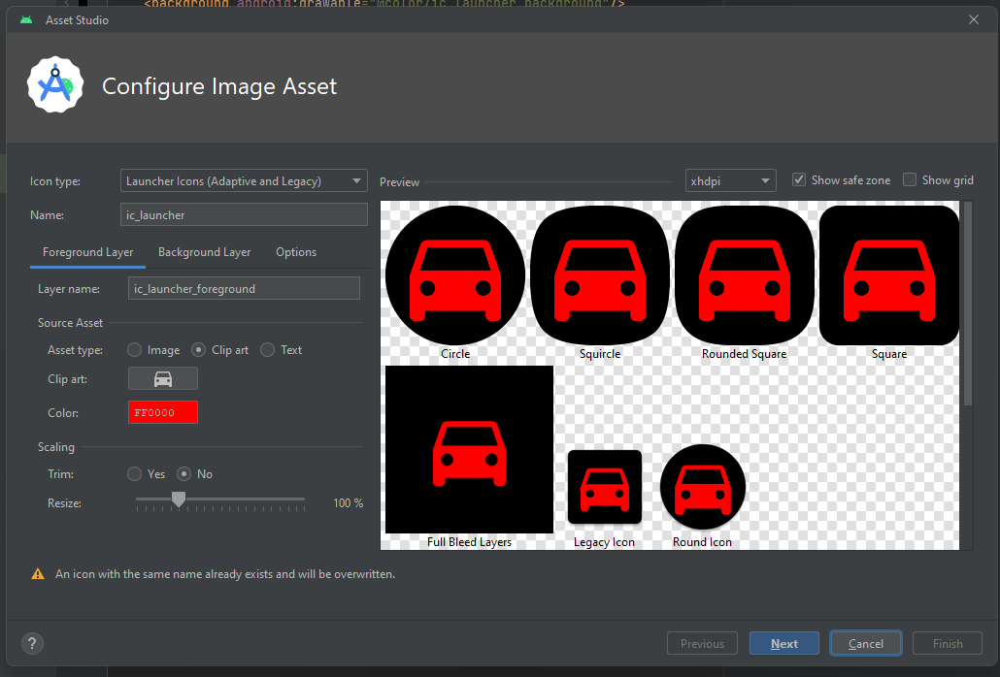 <background android:drawable="@color/ic_launcher_background"/>
Asset Studio
Configure Image Asset
Icon type: Launcher Icons (Adaptive and Legacy)
Name: ic_launcher
Foreground Layer Background Layer Options
Layer name: ic_launcher_foreground
Source Asset
Asset type: Image Clip art Text
Clip art:
Color: FF0000
Scaling
Trim: Yes No
Resize: 100 %
Preview xhdpi Show safe zone Show grid
Circle Squircle Rounded Square Square
Full Bleed Layers Legacy Icon Round Icon
An icon with the same name already exists and will be overwritten.
? Previous Next Cancel Finish